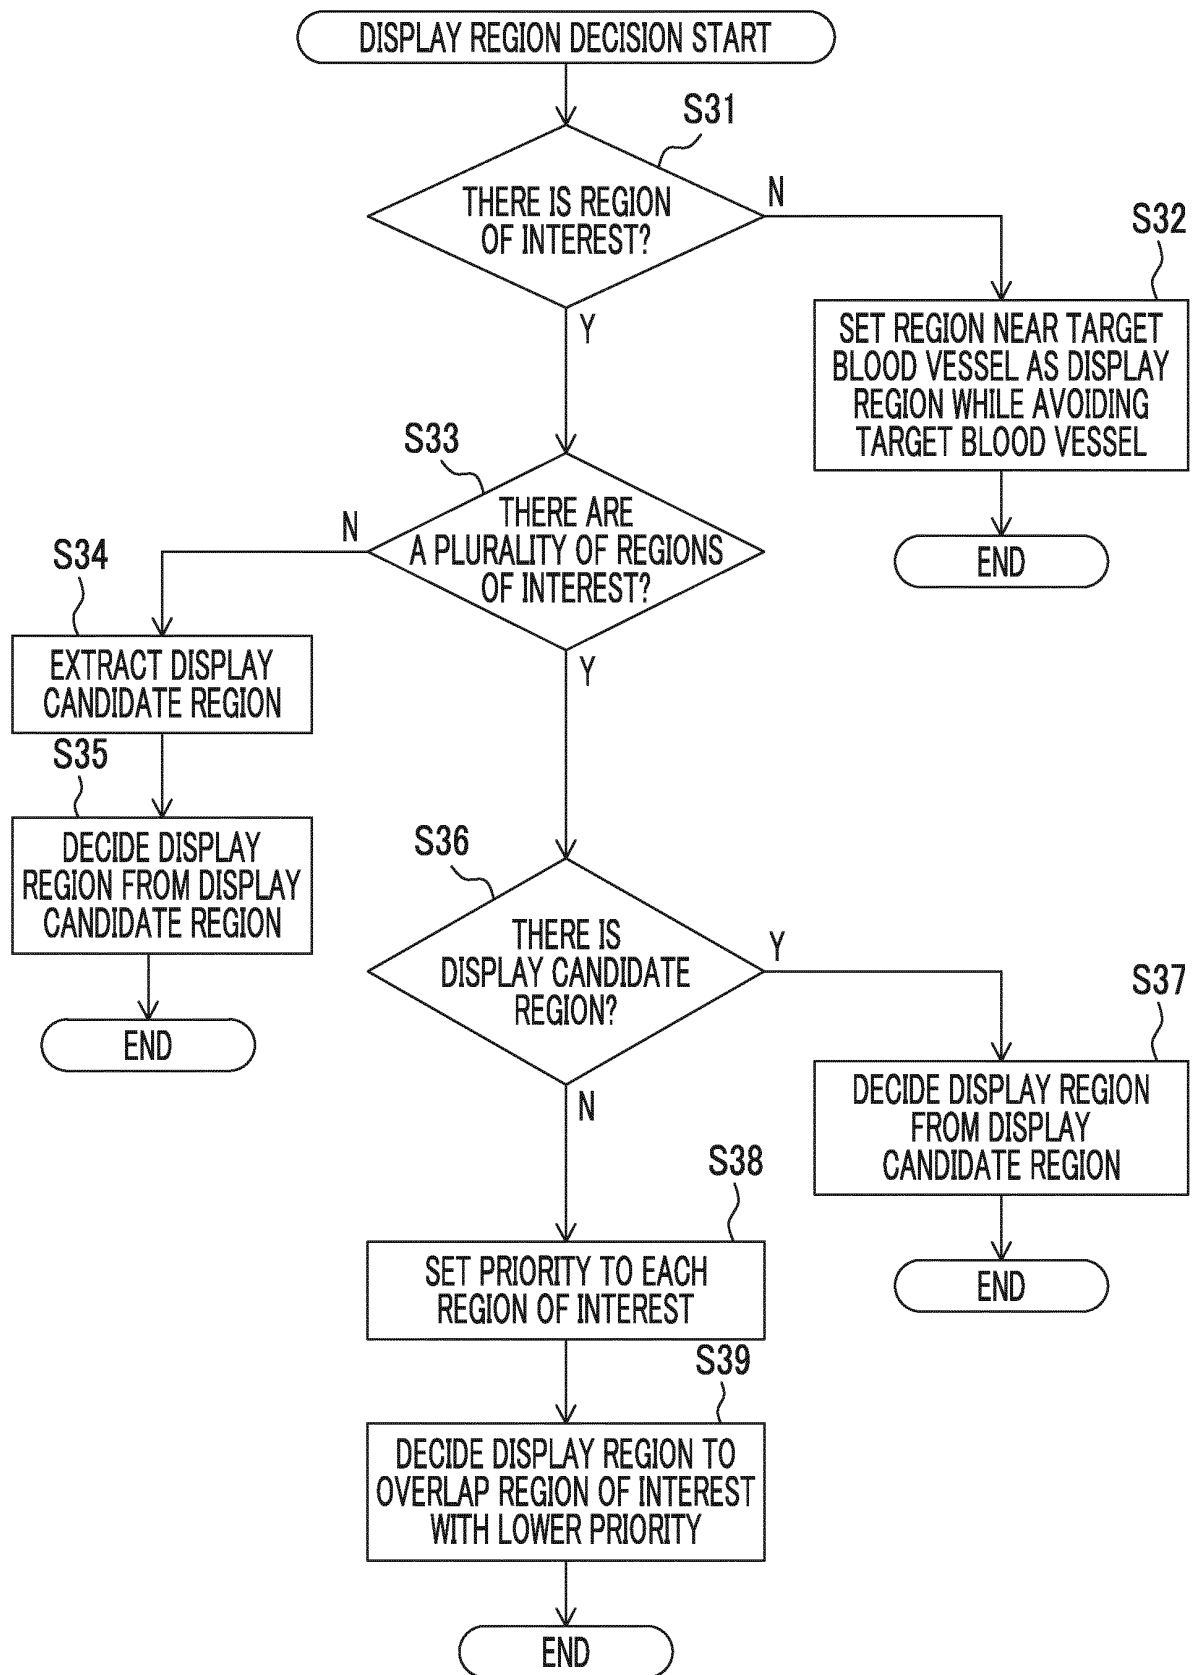 DISPLAY REGION DECISION START
S31
THERE IS REGION
OF INTEREST?
N
Y
S32
SET REGION NEAR TARGET
BLOOD VESSEL AS DISPLAY
REGION WHILE AVOIDING
TARGET BLOOD VESSEL
END
S33
THERE ARE
A PLURALITY OF REGIONS
OF INTEREST?
N
Y
S34
EXTRACT DISPLAY
CANDIDATE REGION
S35
DECIDE DISPLAY
REGION FROM DISPLAY
CANDIDATE REGION
END
S36
THERE IS
DISPLAY CANDIDATE
REGION?
Y
N
S37
DECIDE DISPLAY REGION
FROM DISPLAY
CANDIDATE REGION
END
S38
SET PRIORITY TO EACH
REGION OF INTEREST
S39
DECIDE DISPLAY REGION TO
OVERLAP REGION OF INTEREST
WITH LOWER PRIORITY
END